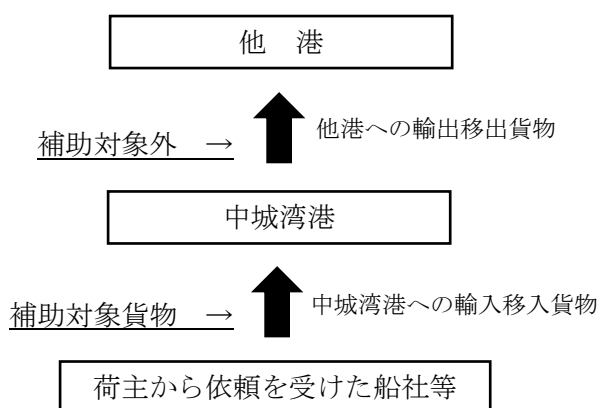 他　港
補助対象外　→
他港への輸出移出貨物
中城湾港
補助対象貨物　→
中城湾港への輸入移入貨物
荷主から依頼を受けた船社等